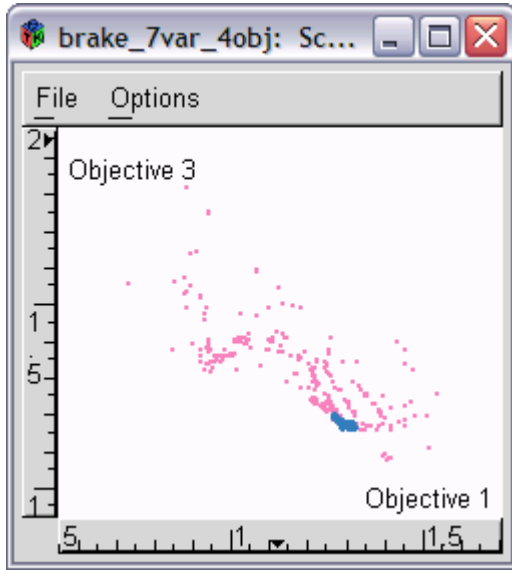 brake_7var_4obj: Sc...
File Options
2
Objective 3
1
.
5
1
Objective 1
.5 1 1.5